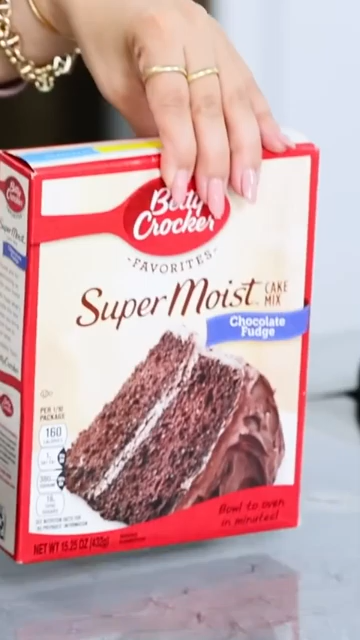 Betty
Crocker
-FAVORITES-
Super Moist CAKE
MIX
Chocolate
Fudge
PER 1/10
PACKAGE
160
CALORIES
Bowl to oven
in minutes!
NET WT 15.25 OZ (432g)